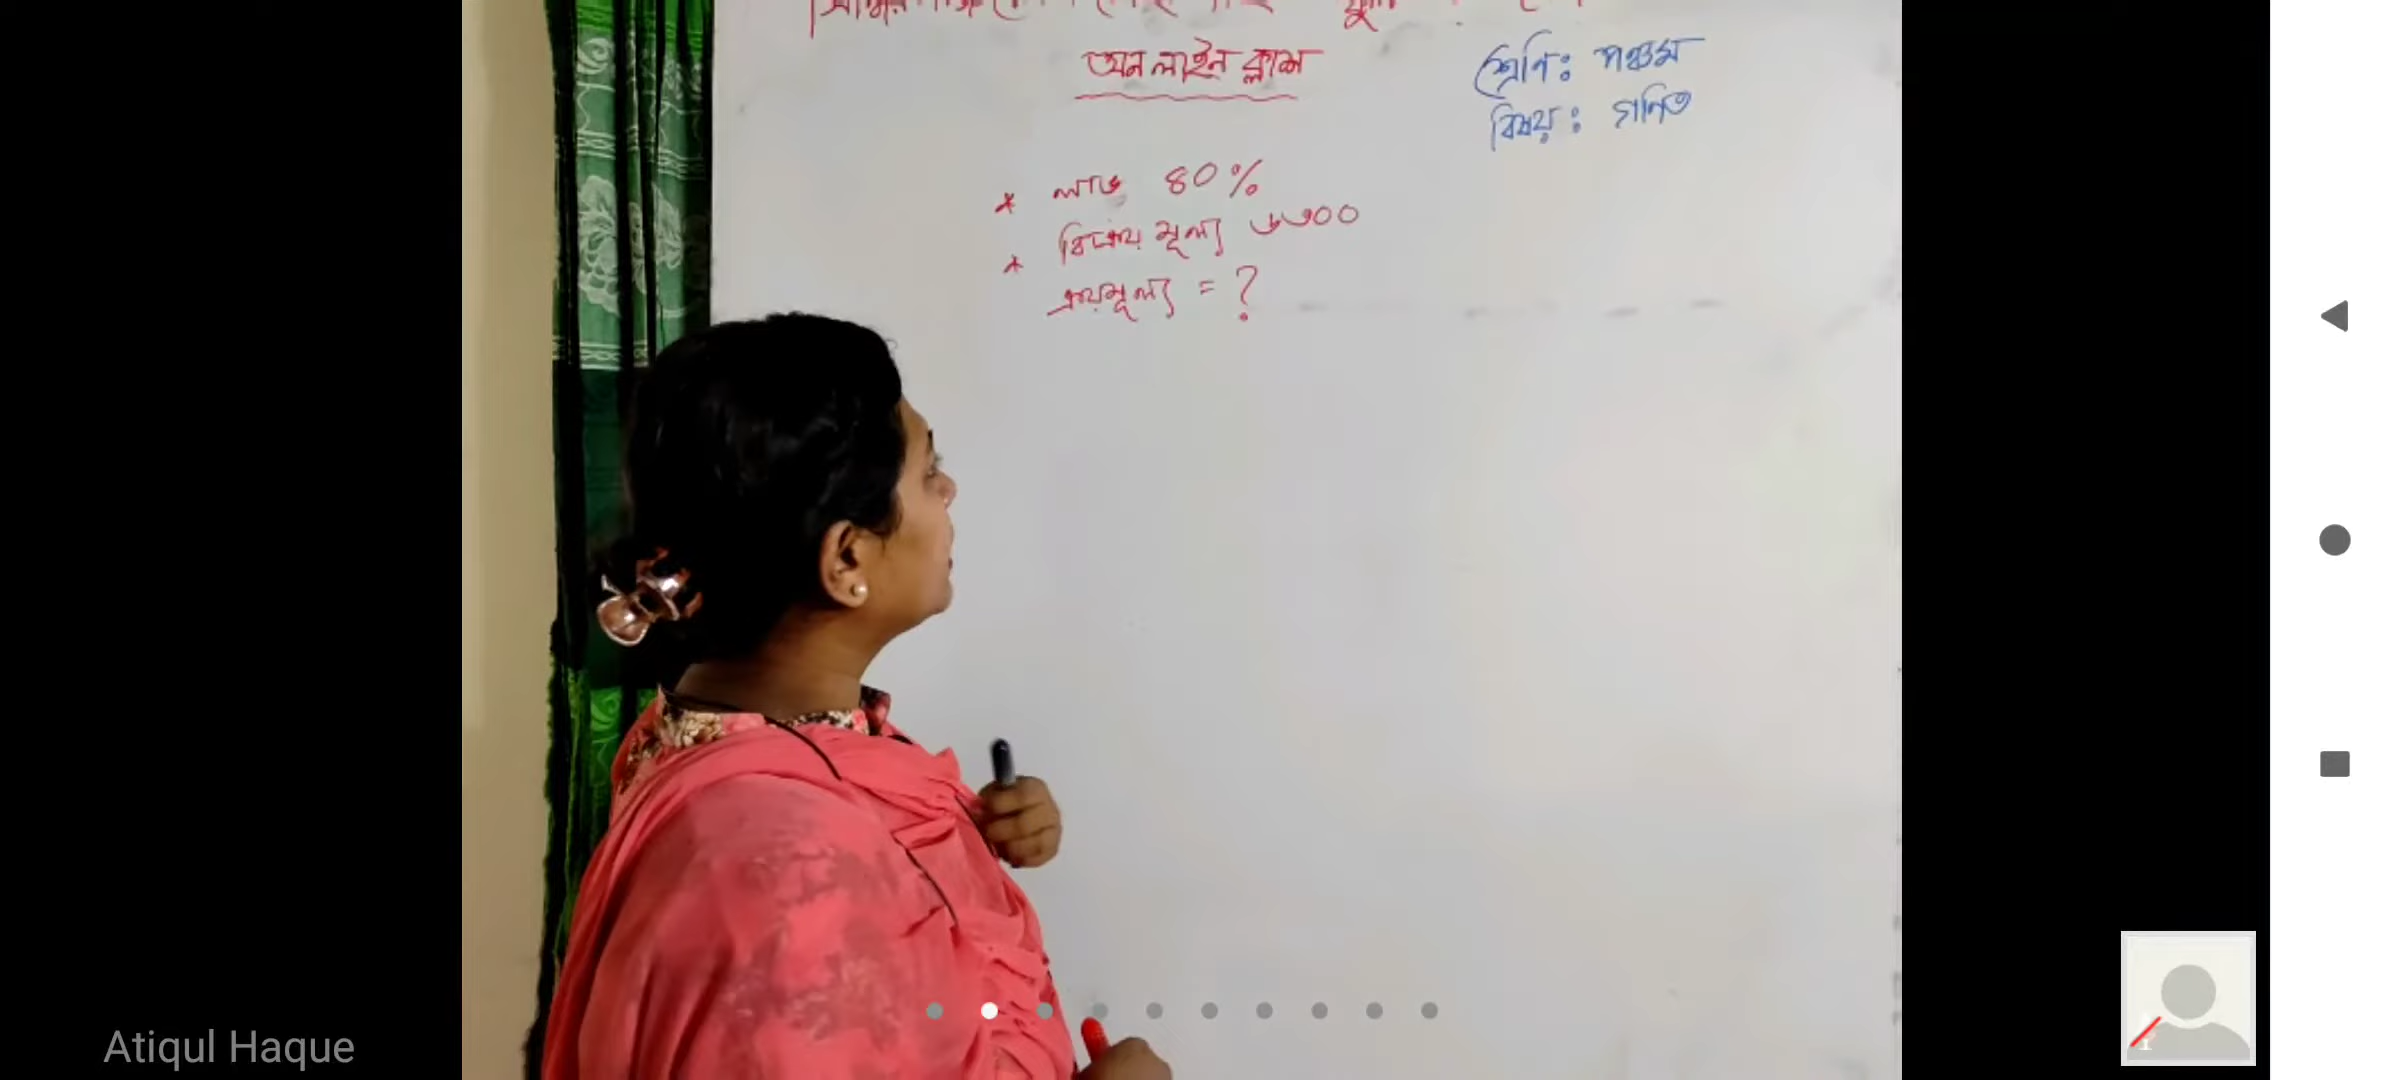 অনলাইন ক্লাশ
শ্রেণি: পঞ্চম
বিষয়: গণিত
* লাভ ৪০%
* বিক্রয় মূল্য ৬৩০০
ক্রয়মূল্য = ?
Atiqul Haque